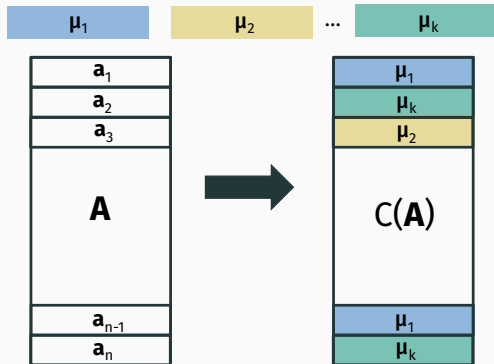 μ₁ μ₂ ... μₖ
a₁ μ₁
a₂ μₖ
a₃ μ₂
A C(A)
aₙ₋₁ μ₁
aₙ μₖ